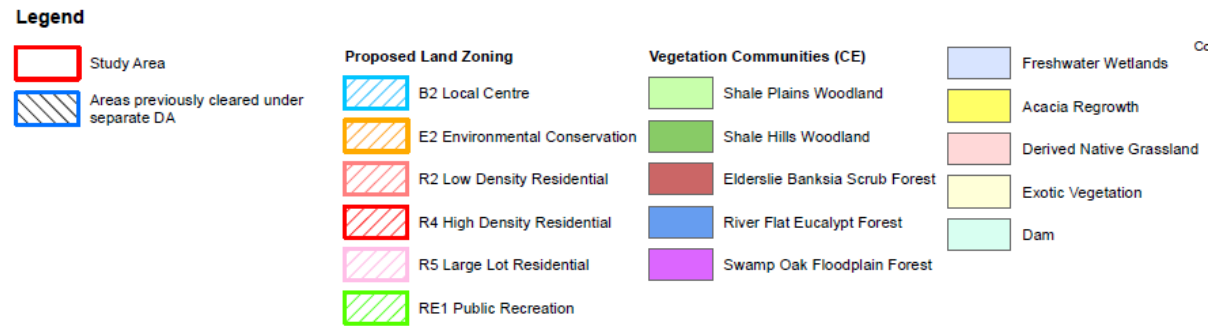 Legend
Study Area
Areas previously cleared under
separate DA
Proposed Land Zoning
B2 Local Centre
E2 Environmental Conservation
R2 Low Density Residential
R4 High Density Residential
R5 Large Lot Residential
RE1 Public Recreation
Vegetation Communities (CE)
Shale Plains Woodland
Shale Hills Woodland
Elderslie Banksia Scrub Forest
River Flat Eucalypt Forest
Swamp Oak Floodplain Forest
Freshwater Wetlands
Acacia Regrowth
Derived Native Grassland
Exotic Vegetation
Dam